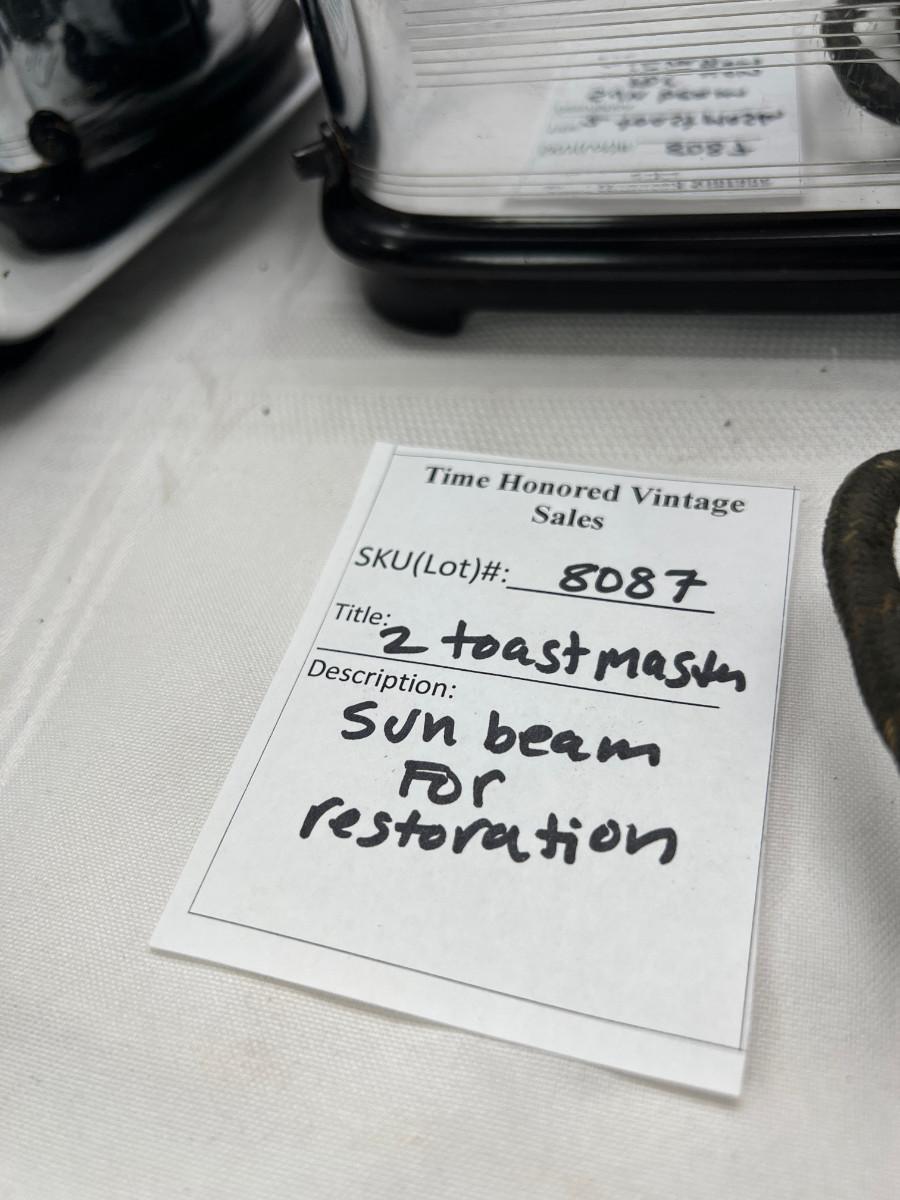 Time Honored Vintage
Sales
SKU(Lot)#: 8087
Title: 2 toastmaster
Description:
Sun beam
FOr
restoration